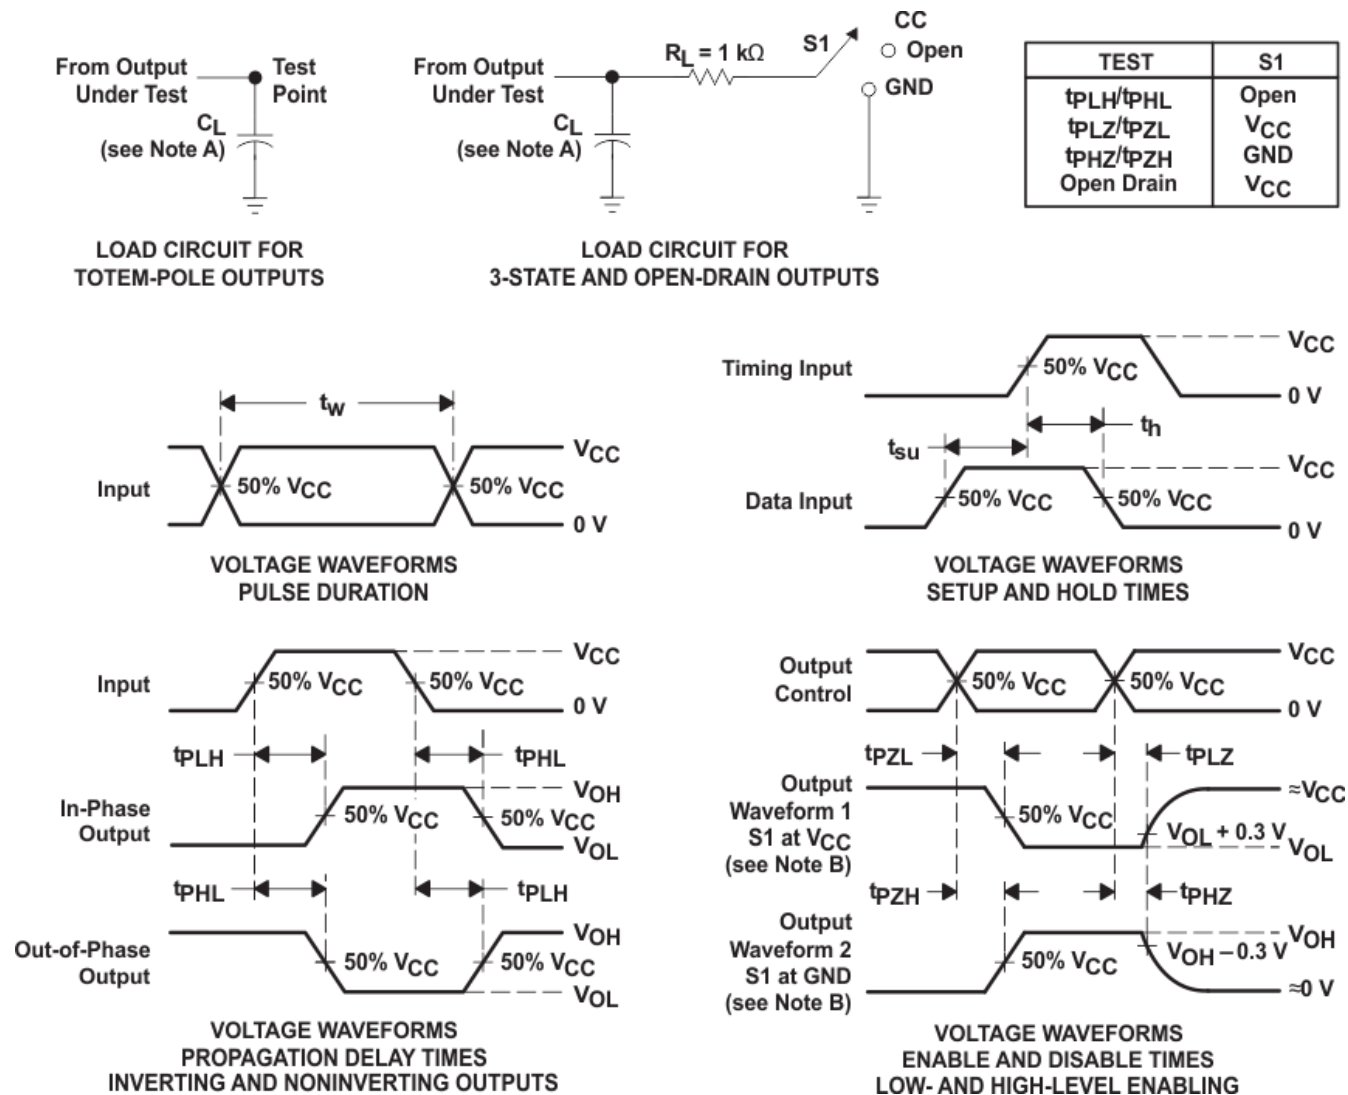 From Output
Under Test
Test
Point
CL
(see Note A)
LOAD CIRCUIT FOR
TOTEM-POLE OUTPUTS
From Output
Under Test
RL = 1 kΩ
S1
CC
Open
GND
CL
(see Note A)
LOAD CIRCUIT FOR
3-STATE AND OPEN-DRAIN OUTPUTS
TEST S1
tPLH/tPHL Open
tPLZ/tPZL VCC
tPHZ/tPZH GND
Open Drain VCC
tw
Input
50% VCC
50% VCC
VCC
0 V
VOLTAGE WAVEFORMS
PULSE DURATION
Timing Input
50% VCC
VCC
0 V
th
tsu
Data Input
50% VCC
50% VCC
VCC
0 V
VOLTAGE WAVEFORMS
SETUP AND HOLD TIMES
Input
50% VCC
50% VCC
VCC
0 V
tPLH
tPHL
In-Phase
Output
50% VCC
50% VCC
VOH
VOL
tPHL
tPLH
Out-of-Phase
Output
50% VCC
50% VCC
VOH
VOL
VOLTAGE WAVEFORMS
PROPAGATION DELAY TIMES
INVERTING AND NONINVERTING OUTPUTS
Output
Control
50% VCC
50% VCC
VCC
0 V
tPZL
tPLZ
Output
Waveform 1
S1 at VCC
(see Note B)
50% VCC
VOL + 0.3 V
≈VCC
VOL
tPZH
tPHZ
Output
Waveform 2
S1 at GND
(see Note B)
50% VCC
VOH – 0.3 V
VOH
≈0 V
VOLTAGE WAVEFORMS
ENABLE AND DISABLE TIMES
LOW- AND HIGH-LEVEL ENABLING